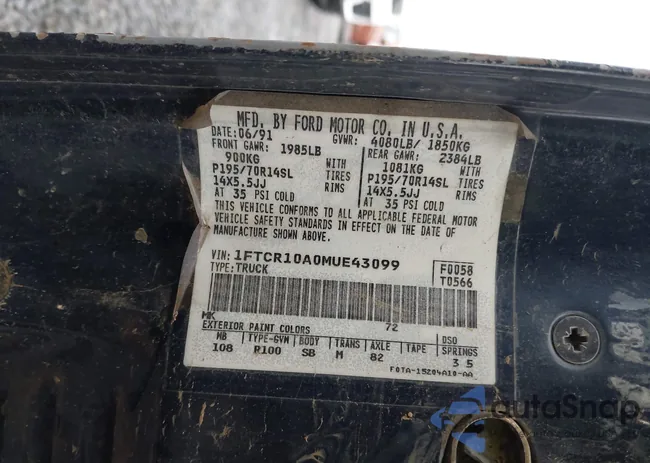 MFD. BY FORD MOTOR CO. IN U.S.A.
DATE: 06/91 GVWR: 4080LB/ 1850KG
FRONT GAWR: 1985LB REAR GAWR: 2384LB
900KG WITH 1081KG WITH
P195/70R14SL TIRES P195/70R14SL TIRES
14X5.5JJ RIMS 14X5.5JJ RIMS
AT 35 PSI COLD AT 35 PSI COLD
THIS VEHICLE CONFORMS TO ALL APPLICABLE FEDERAL MOTOR
VEHICLE SAFETY STANDARDS IN EFFECT ON THE DATE OF
MANUFACTURE SHOWN ABOVE.
VIN: 1FTCR10A0MUE43099 F0058
TYPE: TRUCK T0566
MK 72
EXTERIOR PAINT COLORS DSO
WB TYPE-GVW BODY TRANS AXLE TAPE SPRINGS
108 R100 SB M 82 3 5
F0TA-15204A10-AA
autoSnap